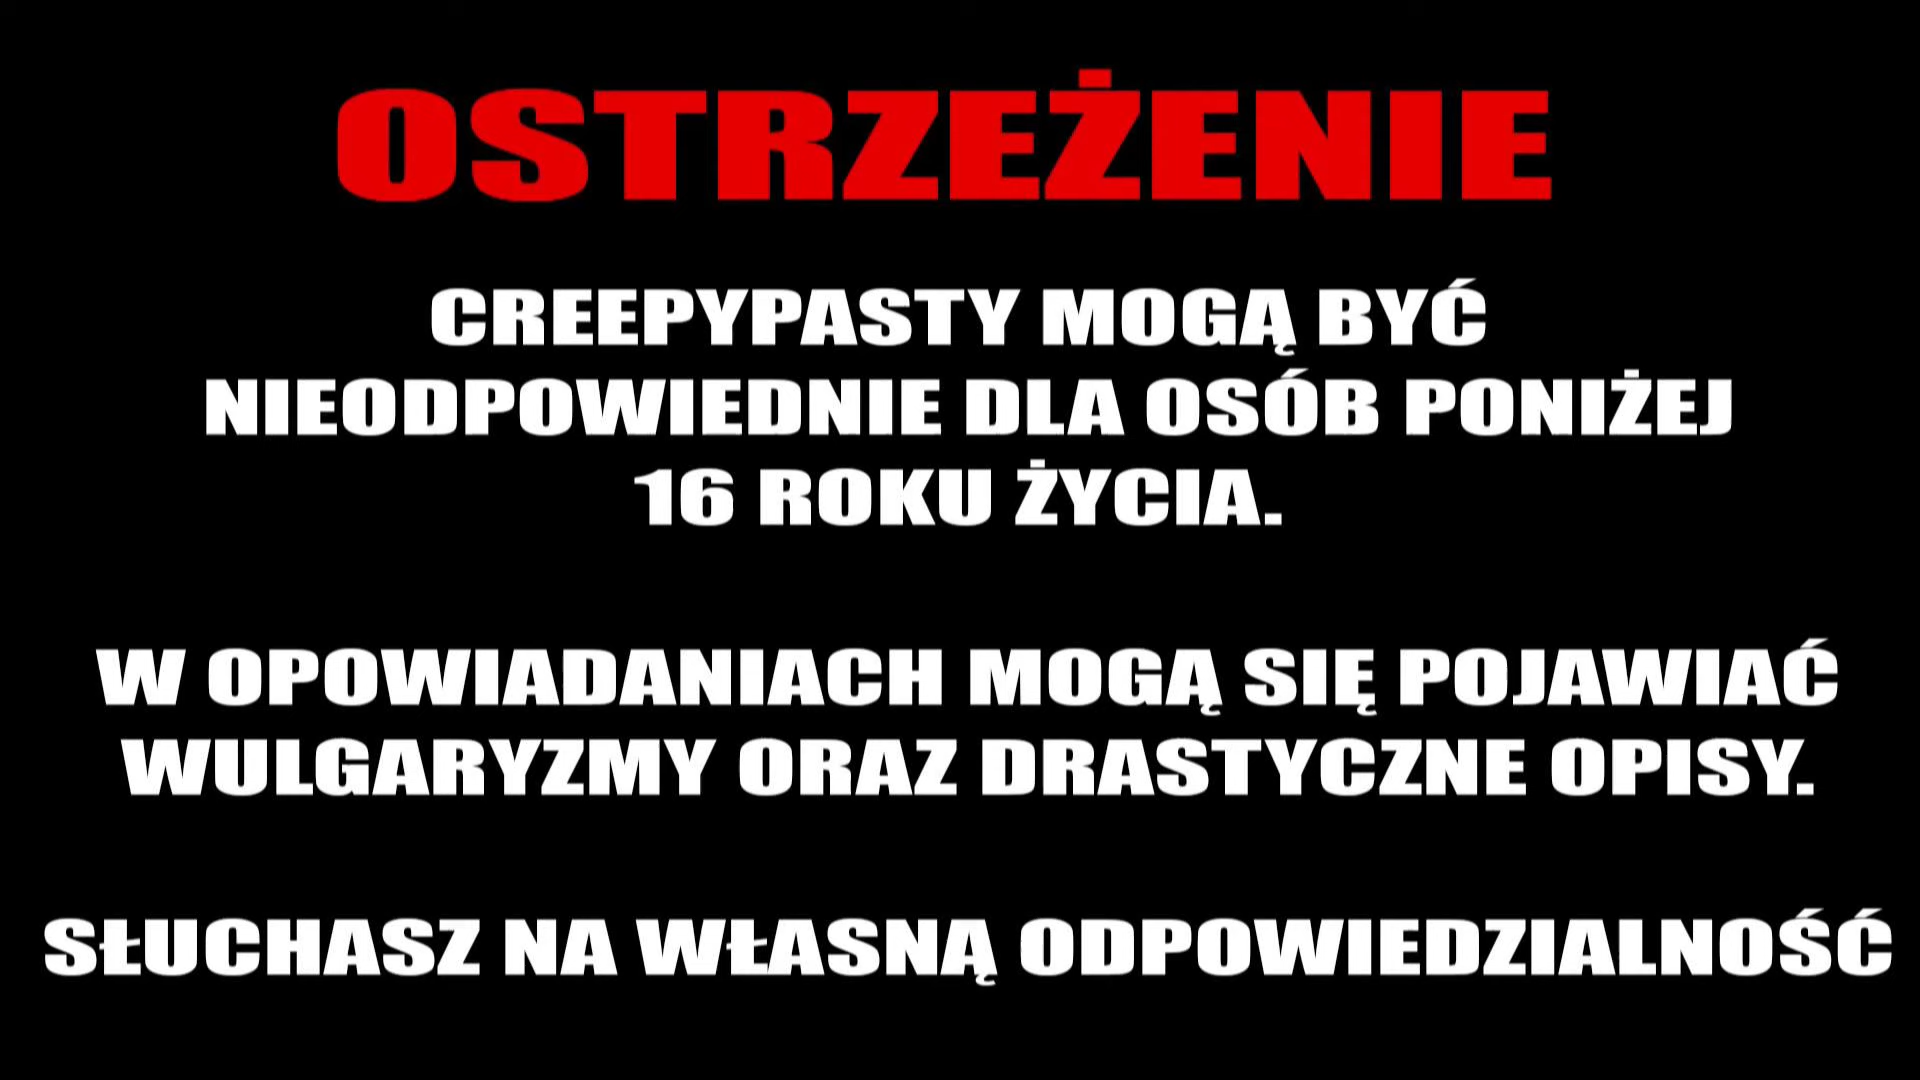 OSTRZEŻENIE
CREEPYPASTY MOGĄ BYĆ
NIEODPOWIEDNIE DLA OSÓB PONIŻEJ
16 ROKU ŻYCIA.
W OPOWIADANIACH MOGĄ SIĘ POJAWIAĆ
WULGARYZMY ORAZ DRASTYCZNE OPISY.
SŁUCHASZ NA WŁASNĄ ODPOWIEDZIALNOŚĆ